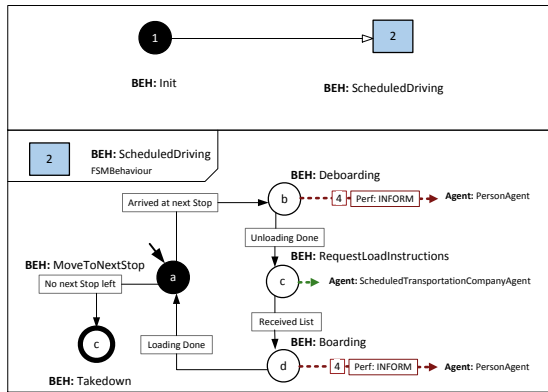 1
2
BEH: Init
BEH: ScheduledDriving
2
BEH: ScheduledDriving
FSMBehaviour
BEH: Deboarding
Arrived at next Stop
b
4
Perf: INFORM
Agent: PersonAgent
Unloading Done
BEH: MoveToNextStop
BEH: RequestLoadInstructions
No next Stop left
a
c
Agent: ScheduledTransportationCompanyAgent
Received List
c
Loading Done
BEH: Boarding
BEH: Takedown
d
4
Perf: INFORM
Agent: PersonAgent